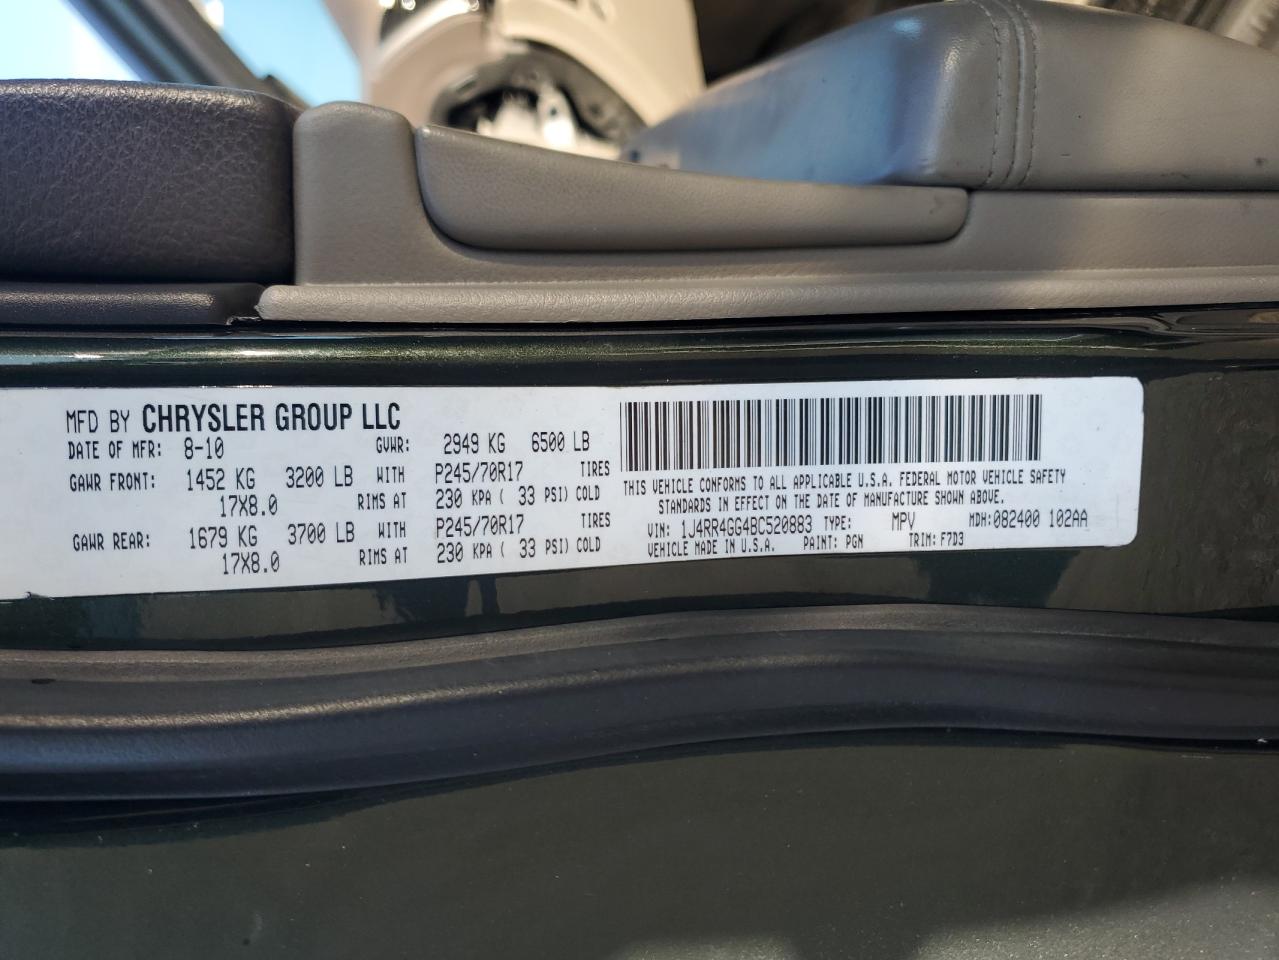 MFD BY CHRYSLER GROUP LLC
DATE OF MFR: 8-10 GVWR: 2949 KG 6500 LB
GAWR FRONT: 1452 KG 3200 LB WITH P245/70R17 TIRES
17X8.0 RIMS AT 230 KPA ( 33 PSI) COLD
GAWR REAR: 1679 KG 3700 LB WITH P245/70R17 TIRES
17X8.0 RIMS AT 230 KPA ( 33 PSI) COLD
THIS VEHICLE CONFORMS TO ALL APPLICABLE U.S.A. FEDERAL MOTOR VEHICLE SAFETY
STANDARDS IN EFFECT ON THE DATE OF MANUFACTURE SHOWN ABOVE.
VIN: 1J4RR4GG4BC520883 TYPE: MPV MDH:082400 102AA
VEHICLE MADE IN U.S.A. PAINT: PGN TRIM: F7D3